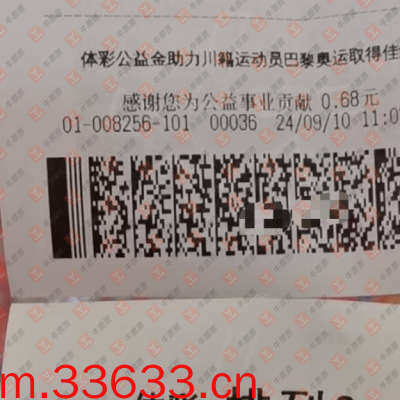 体彩公益金助力川籍运动员巴黎奥运取得佳
感谢您为公益事业贡献 0.68元
01-008256-101 00036 24/09/10 11:0
m.33633.cn